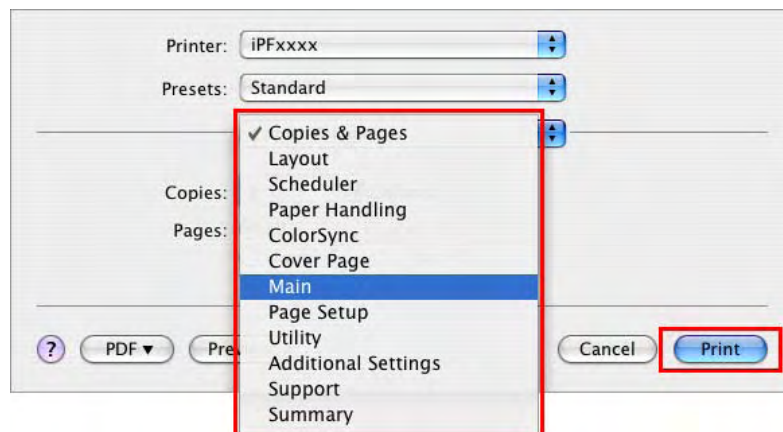 Printer: iPFxxxx
Presets: Standard
✓ Copies & Pages
Layout
Scheduler
Copies:
Paper Handling
Pages:
ColorSync
Cover Page
Main
Page Setup
Utility
? PDF ▼ Cancel Print
Additional Settings
Support
Summary